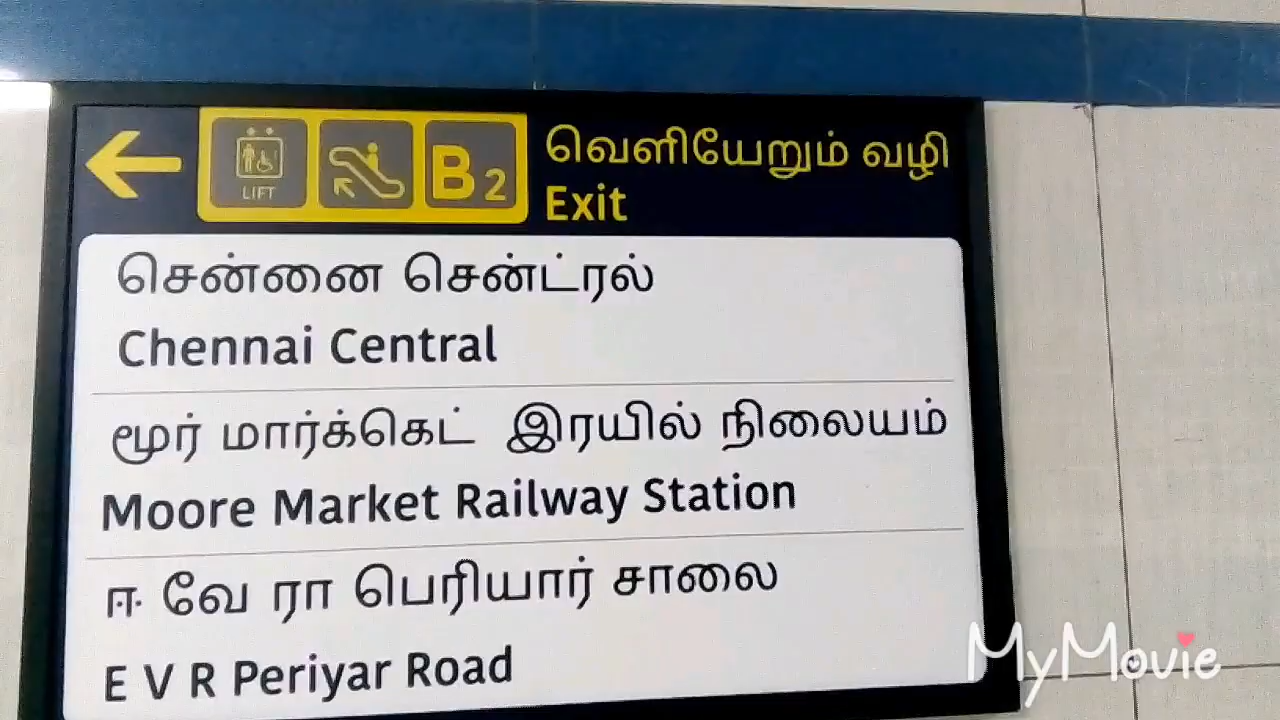 LIFT
B2
வெளியேறும் வழி
Exit
சென்னை சென்ட்ரல்
Chennai Central
மூர் மார்க்கெட் இரயில் நிலையம்
Moore Market Railway Station
ஈ வே ரா பெரியார் சாலை
E V R Periyar Road
MyMovie